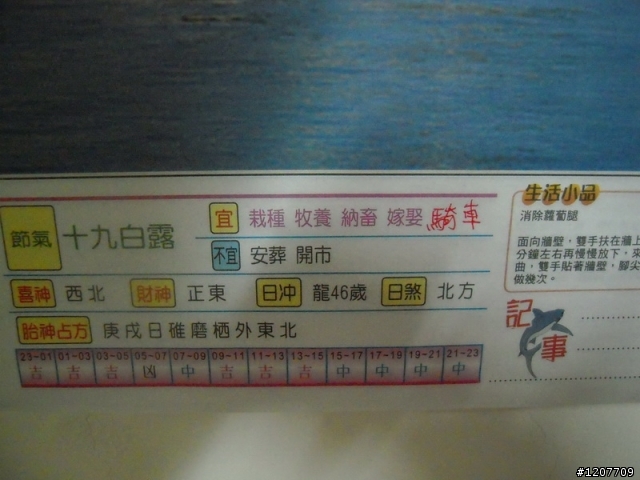 節氣 十九白露
宜 栽種 牧養 納畜 嫁娶 騎車
不宜 安葬 開市
喜神 西北 財神 正東 日冲 龍46歲 日煞 北方
胎神占方 庚戌日碓磨栖外東北
23-01 01-03 03-05 05-07 07-09 09-11 11-13 13-15 15-17 17-19 19-21 21-23
吉 吉 吉 凶 中 吉 吉 吉 中 中 中 中
生活小品
消除蘿蔔腿
面向牆壁，雙手扶在牆上
分鐘左右再慢慢放下，來
曲，雙手貼著牆壁，腳尖
做幾次。
記事
#1207709